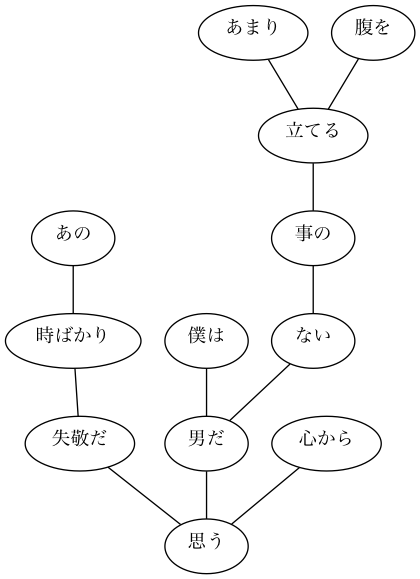 あまり 腹を
立てる
あの 事の
時ばかり 僕は ない
失敬だ 男だ 心から
思う